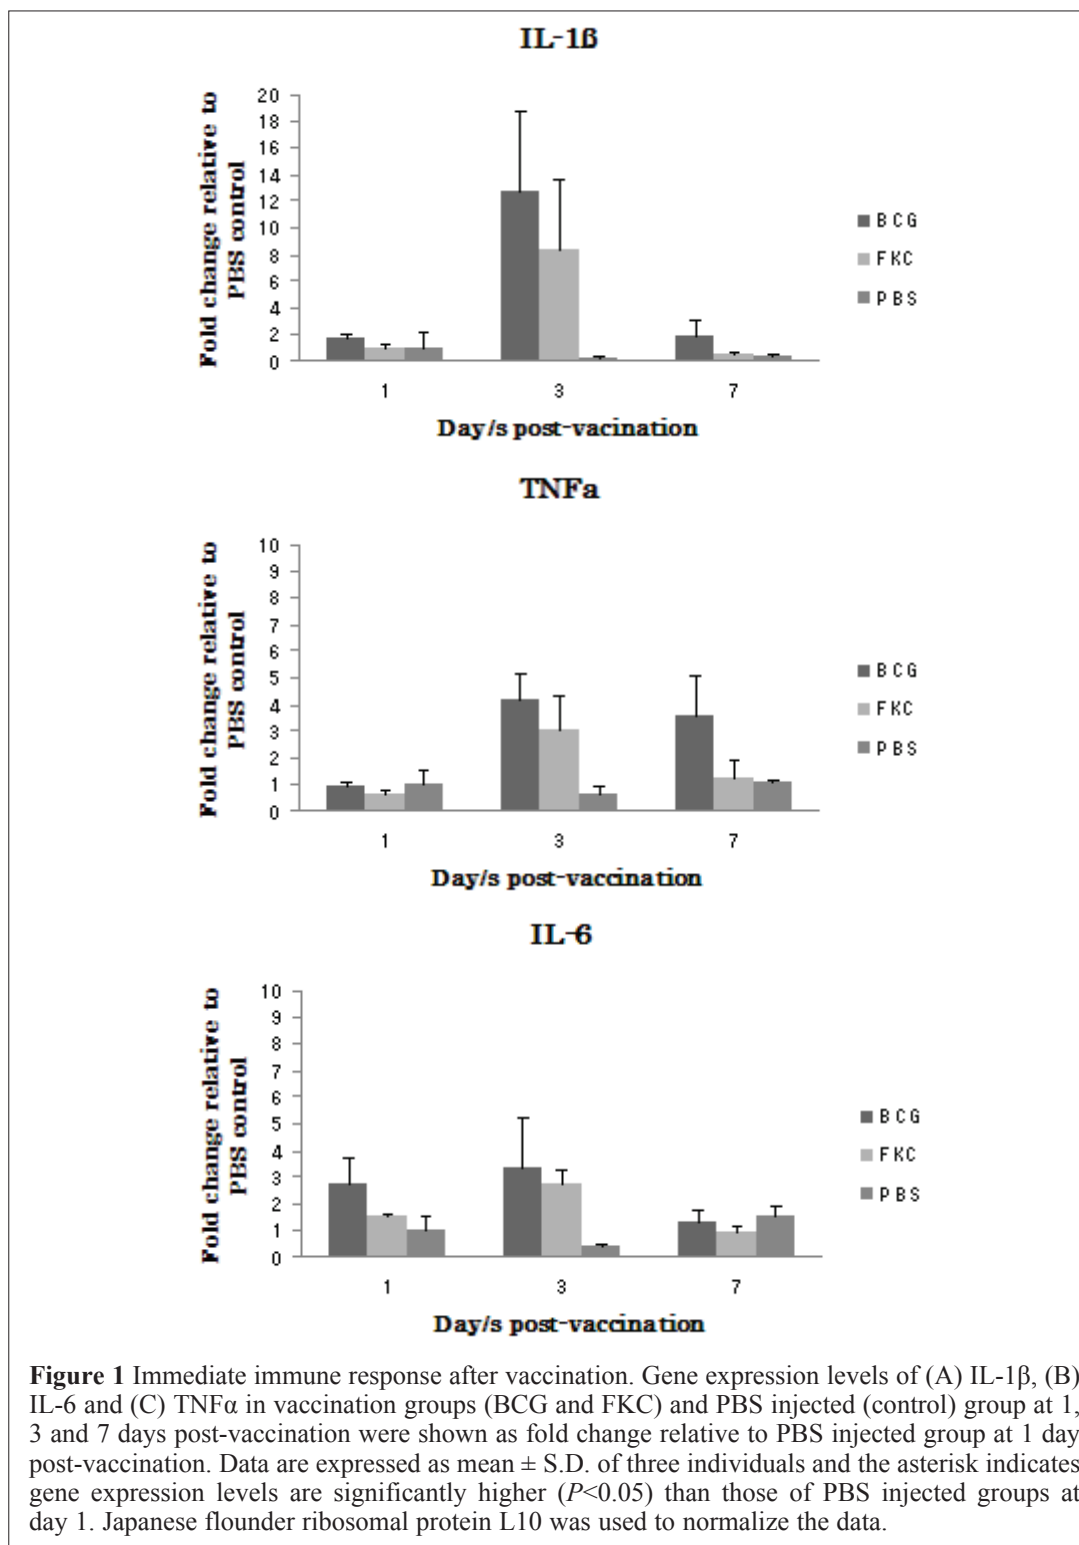 IL-1ß
Fold change relative to
PBS control
20
18
16
14
12
10
8
6
4
2
0
BCG
FKC
PBS
1 3 7
Day/s post-vacination
TNFa
Fold change relative to
PBS control
10
9
8
7
6
5
4
3
2
1
0
BCG
FKC
PBS
1 3 7
Day/s post-vaccination
IL-6
Fold change relative to
PBS control
10
9
8
7
6
5
4
3
2
1
0
BCG
FKC
PBS
1 3 7
Day/s post-vaccination
Figure 1 Immediate immune response after vaccination. Gene expression levels of (A) IL-1β, (B)
IL-6 and (C) TNFα in vaccination groups (BCG and FKC) and PBS injected (control) group at 1,
3 and 7 days post-vaccination were shown as fold change relative to PBS injected group at 1 day
post-vaccination. Data are expressed as mean ± S.D. of three individuals and the asterisk indicates
gene expression levels are significantly higher (P<0.05) than those of PBS injected groups at
day 1. Japanese flounder ribosomal protein L10 was used to normalize the data.